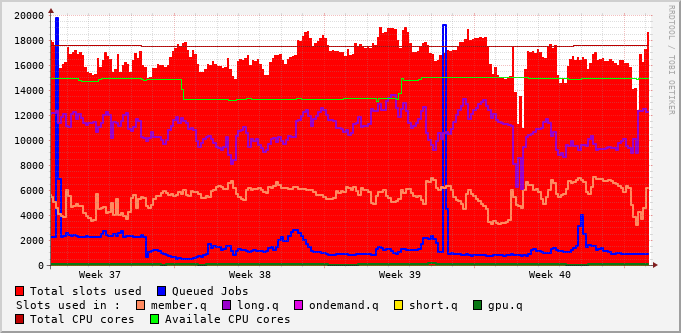 20000
18000
16000
14000
12000
10000
8000
6000
4000
2000
0
Week 37 Week 38 Week 39 Week 40
Total slots used Queued Jobs
Slots used in : member.q long.q ondemand.q short.q gpu.q
Total CPU cores Availale CPU cores
RRDTOOL / TOBI OETIKER